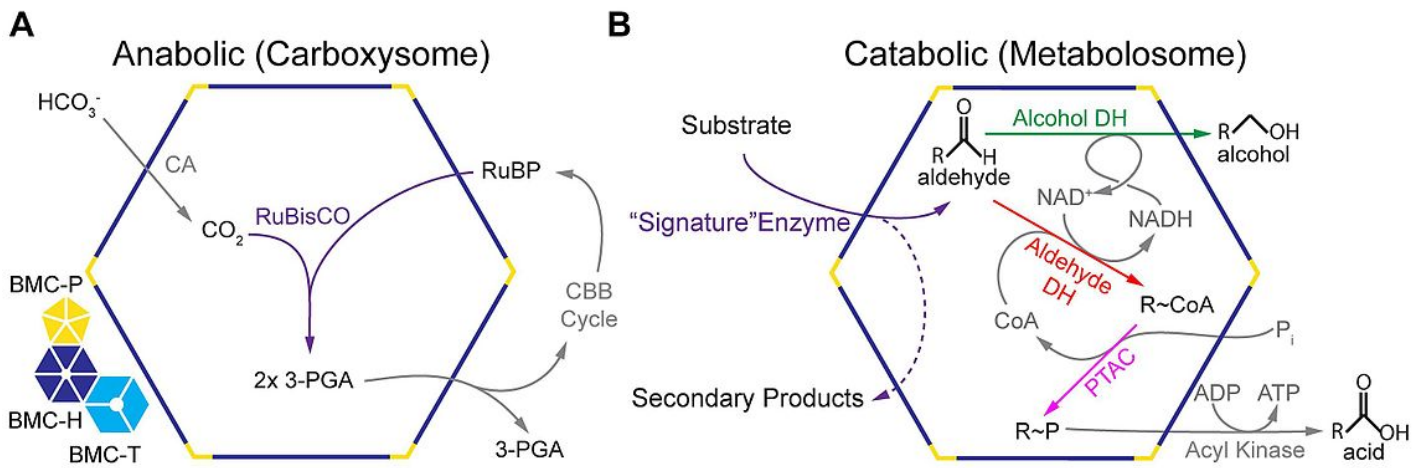 A
Anabolic (Carboxysome)
HCO₃⁻
CA
RuBP
RuBisCO
CO₂
BMC-P
CBB
Cycle
2x 3-PGA
BMC-H
BMC-T
3-PGA
B
Catabolic (Metabolosome)
Substrate
O
R
H
aldehyde
Alcohol DH
R
OH
alcohol
NAD⁺
NADH
“Signature”Enzyme
Aldehyde
DH
R~CoA
CoA
Pᵢ
PTAC
Secondary Products
ADP
ATP
R~P
Acyl Kinase
O
R
OH
acid